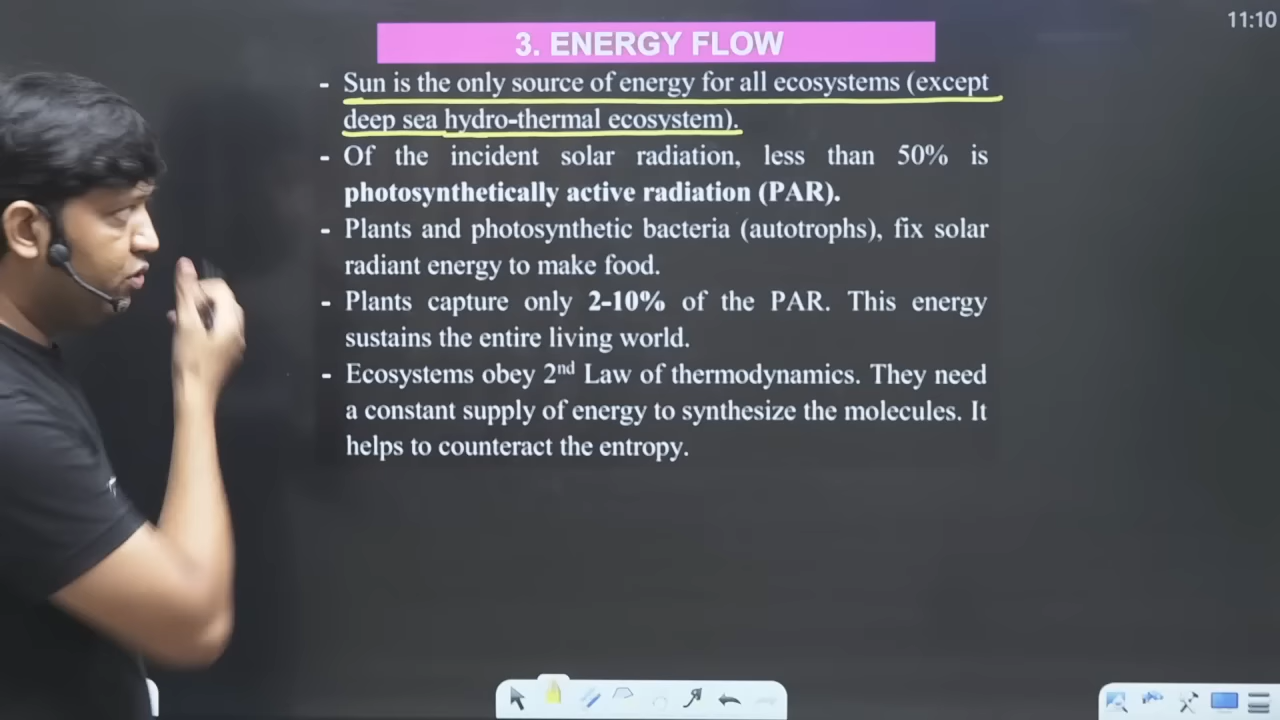 11:10
3. ENERGY FLOW
- Sun is the only source of energy for all ecosystems (except
deep sea hydro-thermal ecosystem).
- Of the incident solar radiation, less than 50% is
photosynthetically active radiation (PAR).
- Plants and photosynthetic bacteria (autotrophs), fix solar
radiant energy to make food.
- Plants capture only 2-10% of the PAR. This energy
sustains the entire living world.
- Ecosystems obey 2nd Law of thermodynamics. They need
a constant supply of energy to synthesize the molecules. It
helps to counteract the entropy.